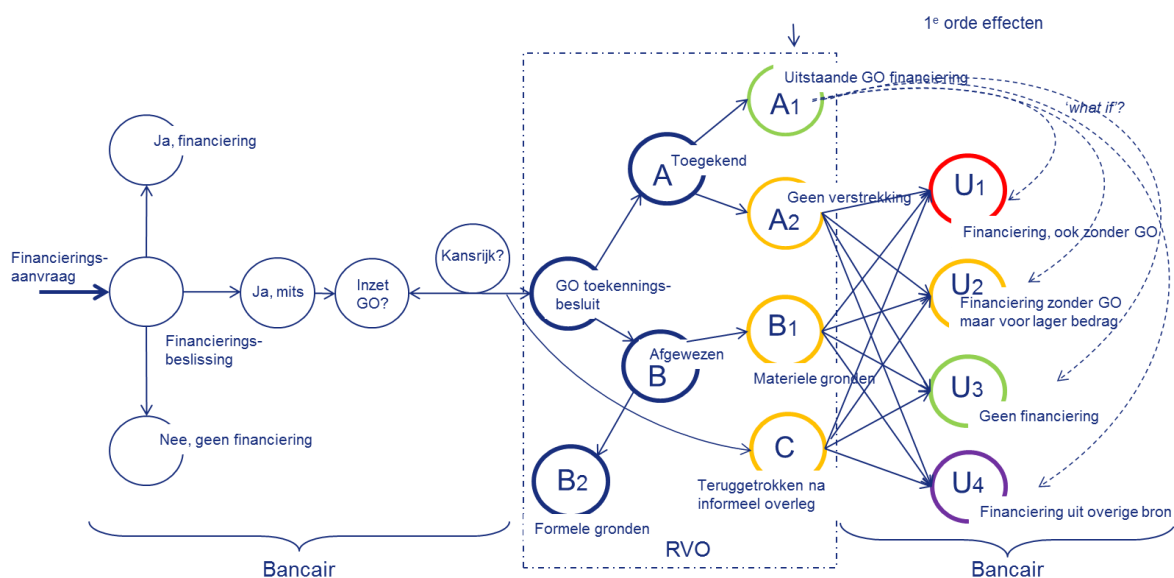 1e orde effecten
Uitstaande GO financiering
A1
'what if'?
Ja, financiering
A
Toegekend
U1
Geen verstrekking
A2
Financiering, ook zonder GO
Kansrijk?
Financierings-
aanvraag
Ja, mits
Inzet
GO?
GO toekennings-
besluit
U2
Financiering zonder GO
maar voor lager bedrag
B1
Financierings-
beslissing
Afgewezen
B
Materiele gronden
U3
Geen financiering
Nee, geen financiering
C
B2
Teruggetrokken na
informeel overleg
U4
Financiering uit overige bron
Formele gronden
RVO
Bancair
Bancair